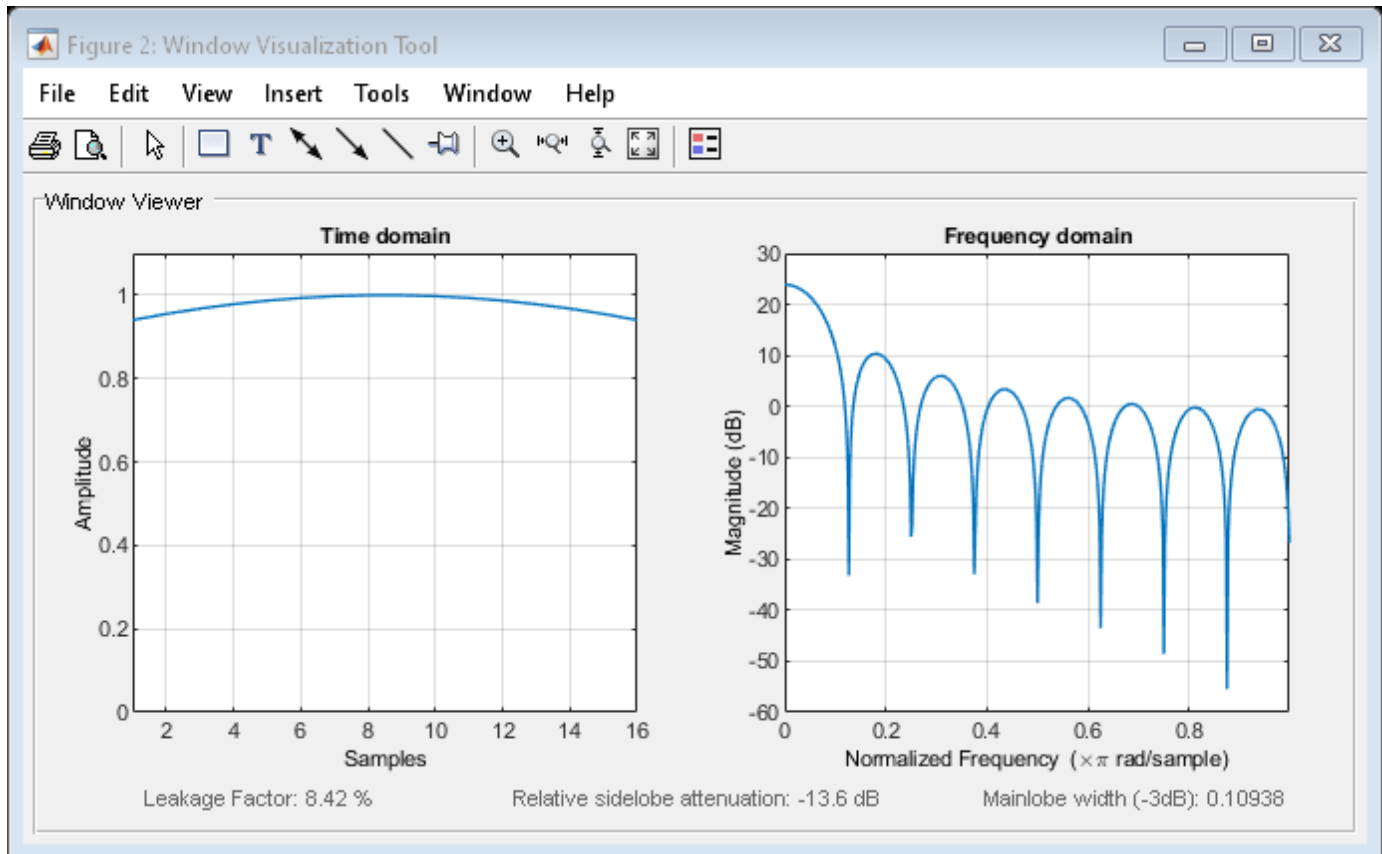 Figure 2: Window Visualization Tool
File Edit View Insert Tools Window Help
T
Window Viewer
Time domain
1
0.8
0.6
0.4
0.2
0
Amplitude
2 4 6 8 10 12 14 16
Samples
Frequency domain
30
20
10
0
-10
-20
-30
-40
-50
-60
Magnitude (dB)
0 0.2 0.4 0.6 0.8
Normalized Frequency (×π rad/sample)
Leakage Factor: 8.42 % Relative sidelobe attenuation: -13.6 dB Mainlobe width (-3dB): 0.10938